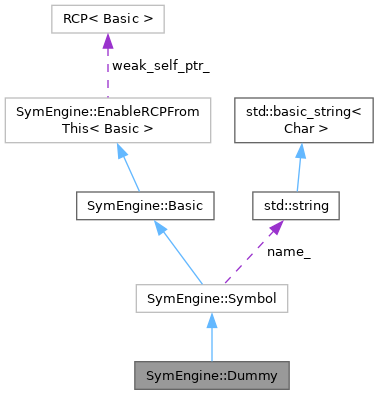 RCP< Basic >
weak_self_ptr_
SymEngine::EnableRCPFrom
This< Basic >
std::basic_string<
Char >
SymEngine::Basic
std::string
name_
SymEngine::Symbol
SymEngine::Dummy